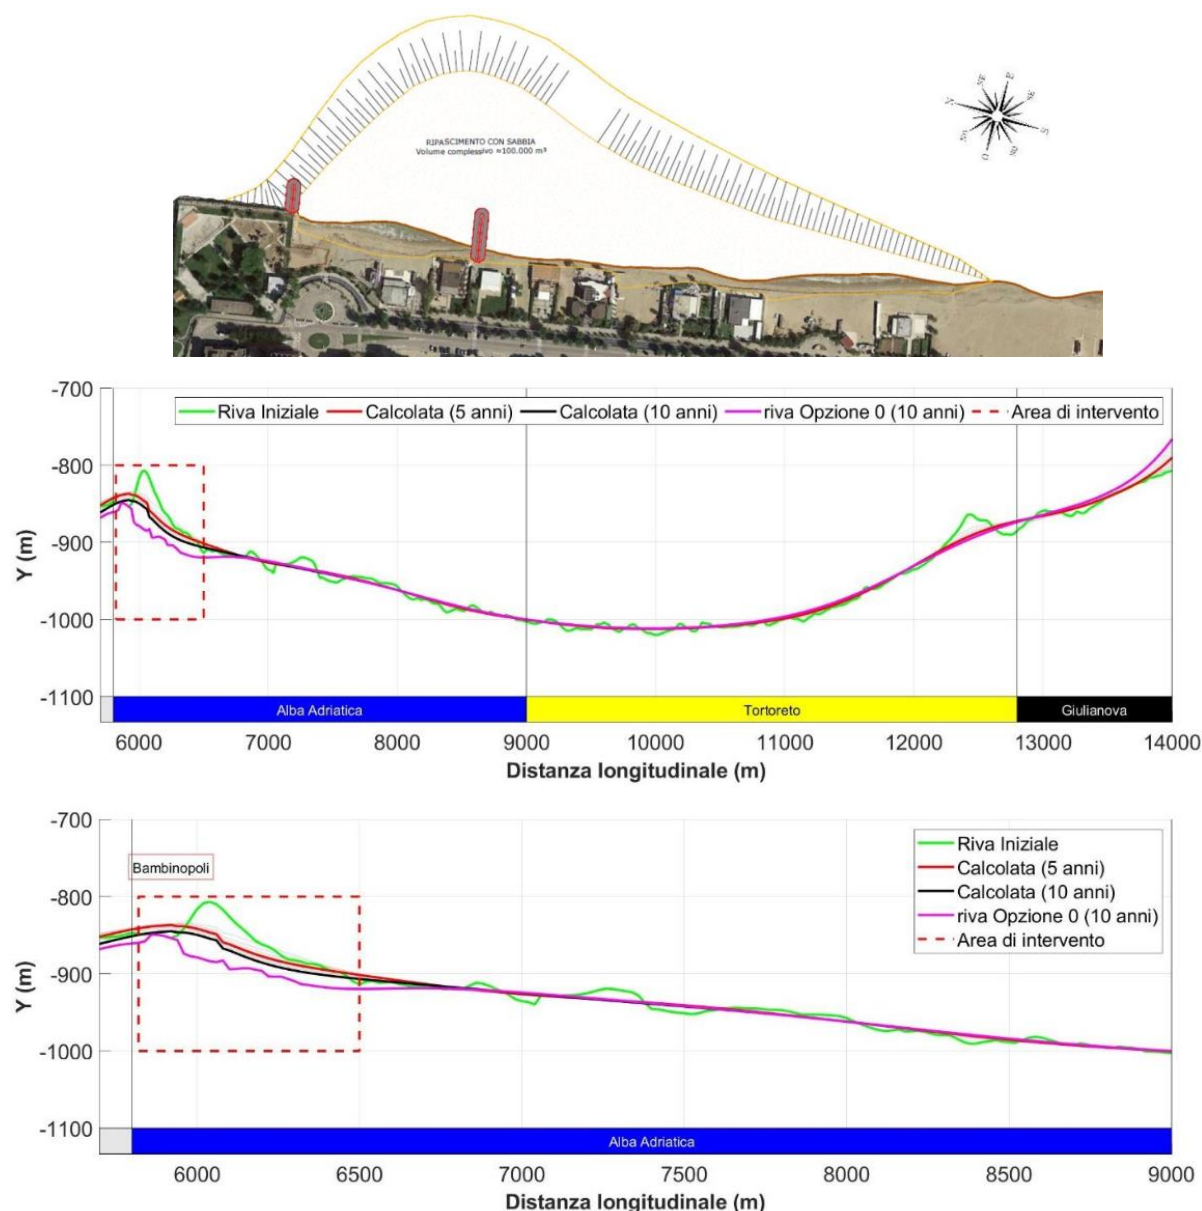 RIPASCIMENTO CON SABBIA
Volume complessivo ≈100.000 m³
N
NE
E
SE
S
SO
O
NO
-700
-800
-900
-1000
-1100
Y (m)
Riva Iniziale
Calcolata (5 anni)
Calcolata (10 anni)
riva Opzione 0 (10 anni)
Area di intervento
Alba Adriatica
Tortoreto
Giulianova
6000
7000
8000
9000
10000
11000
12000
13000
14000
Distanza longitudinale (m)
-700
-800
-900
-1000
-1100
Y (m)
Bambinopoli
Riva Iniziale
Calcolata (5 anni)
Calcolata (10 anni)
riva Opzione 0 (10 anni)
Area di intervento
Alba Adriatica
6000
6500
7000
7500
8000
8500
9000
Distanza longitudinale (m)